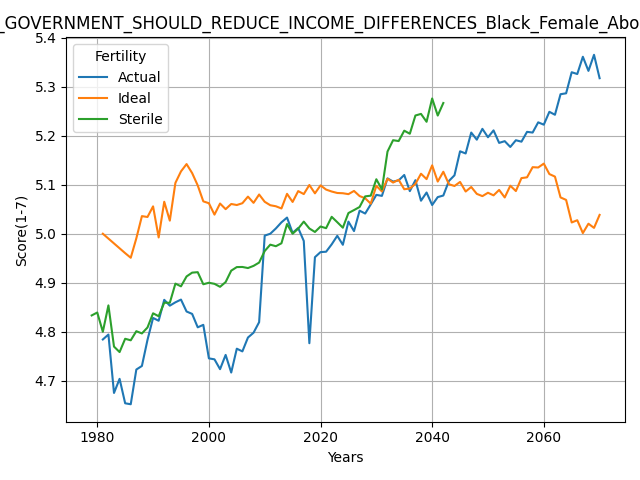 _GOVERNMENT_SHOULD_REDUCE_INCOME_DIFFERENCES_Black_Female_Abo
Fertility
Actual
Ideal
Sterile
Score(1-7)
5.4
5.3
5.2
5.1
5.0
4.9
4.8
4.7
1980 2000 2020 2040 2060
Years